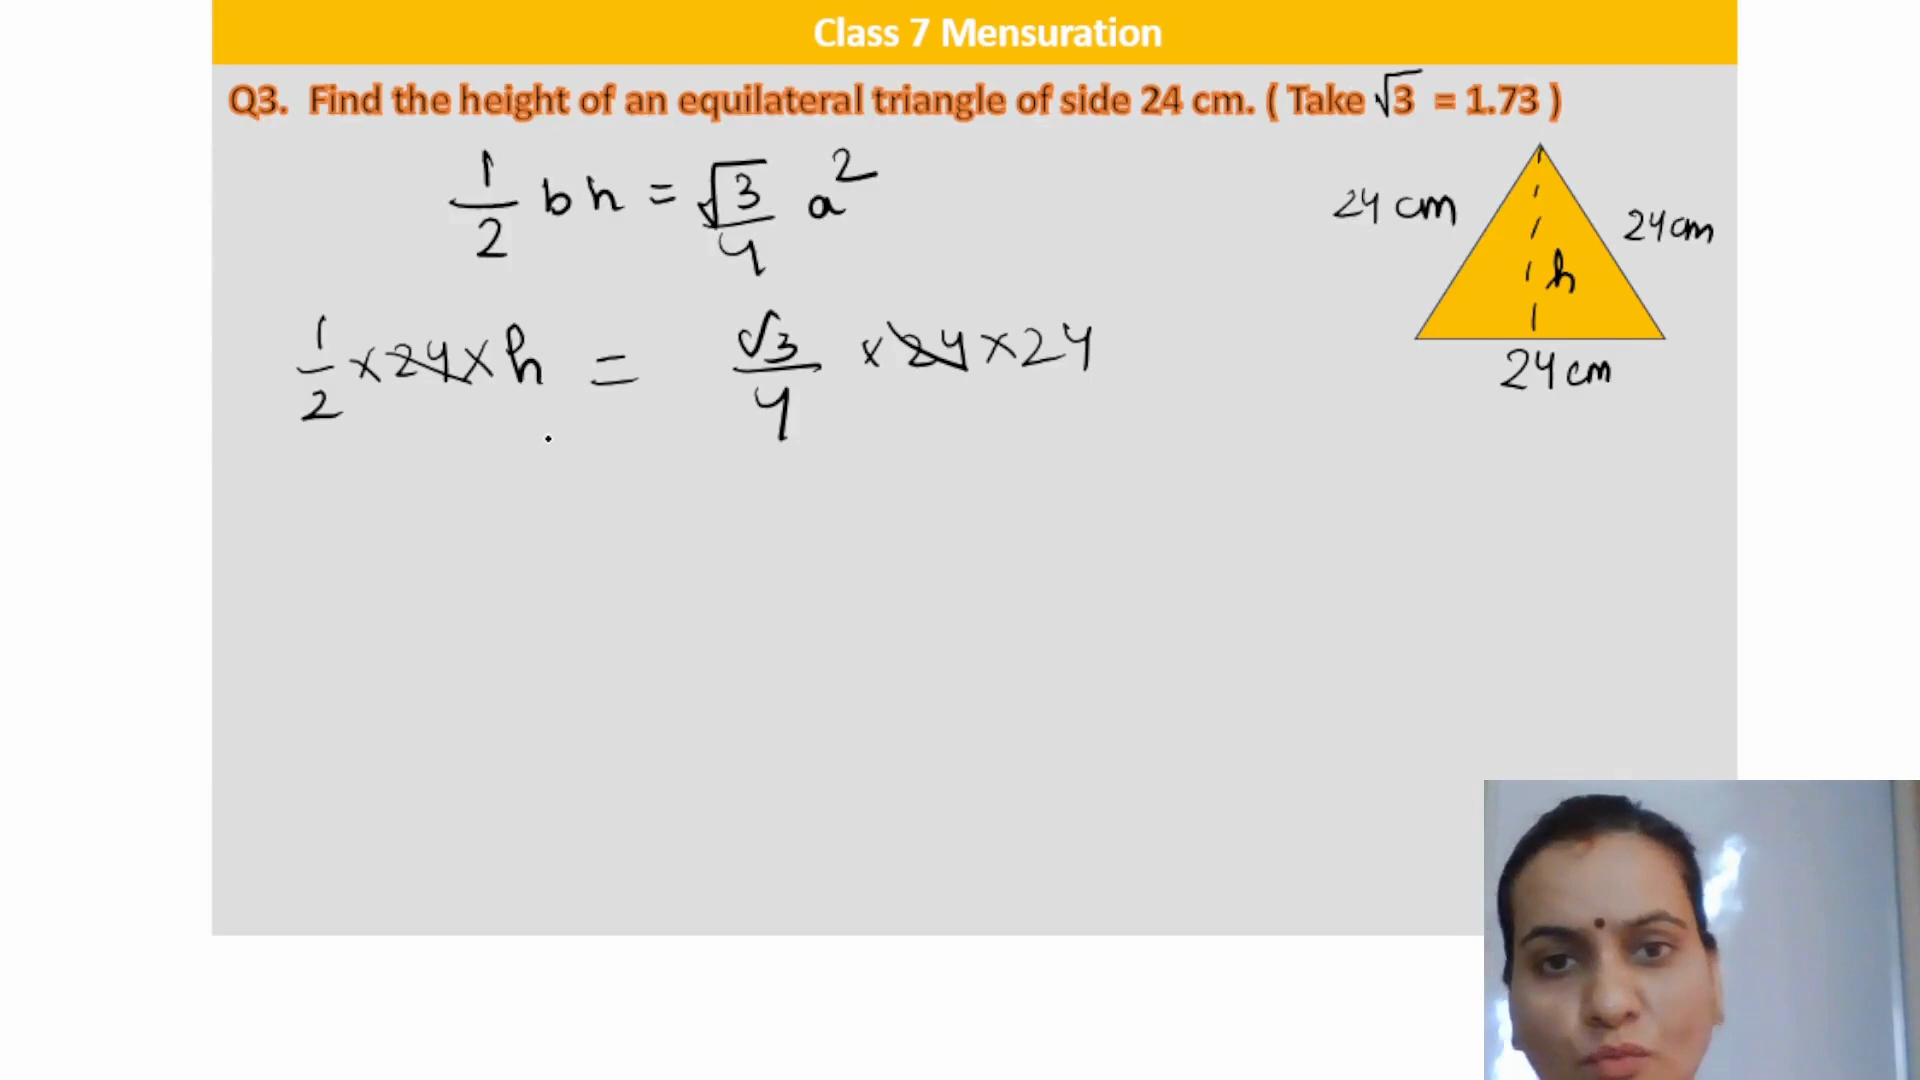 Class 7 Mensuration
Q3. Find the height of an equilateral triangle of side 24 cm. ( Take √3 = 1.73 )
1/2 b h = √3/4 a²
1/2 × 24 × h = √3/4 × 24 × 24
24 cm
24 cm
h
24 cm